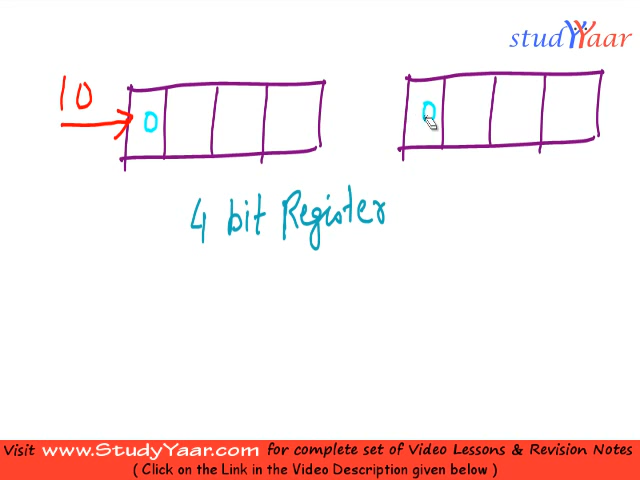 studYYaar
10
0
0
4 bit Register
Visit www.StudyYaar.com for complete set of Video Lessons & Revision Notes
( Click on the Link in the Video Description given below )